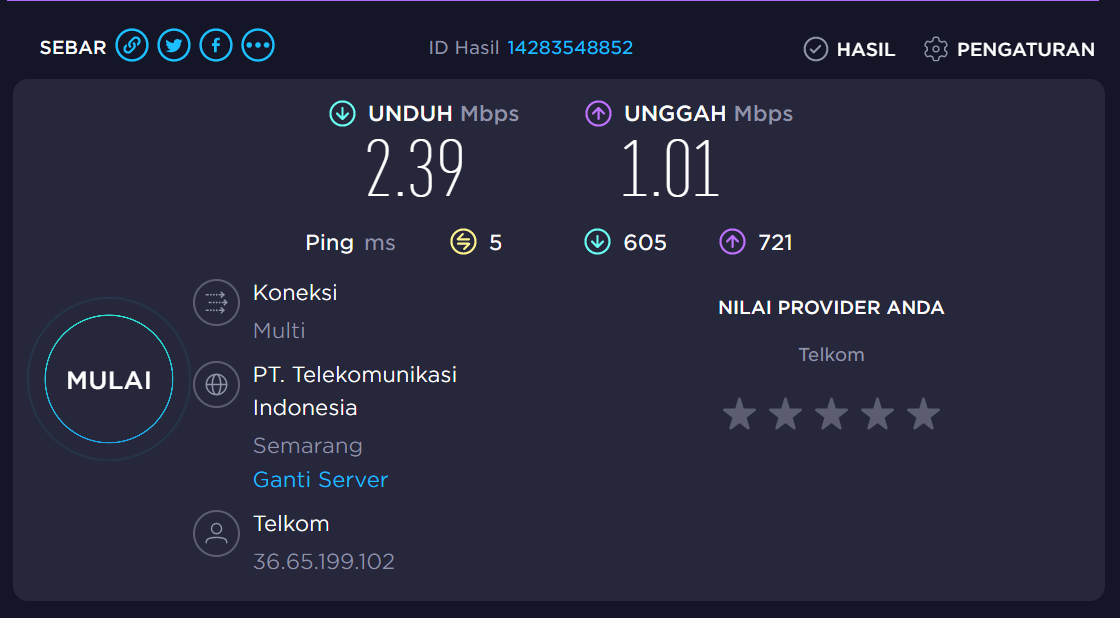 SEBAR
ID Hasil 14283548852
HASIL
PENGATURAN
UNDUH Mbps
2.39
UNGGAH Mbps
1.01
Ping ms
5
605
721
MULAI
Koneksi
Multi
PT. Telekomunikasi
Indonesia
Semarang
Ganti Server
Telkom
36.65.199.102
NILAI PROVIDER ANDA
Telkom